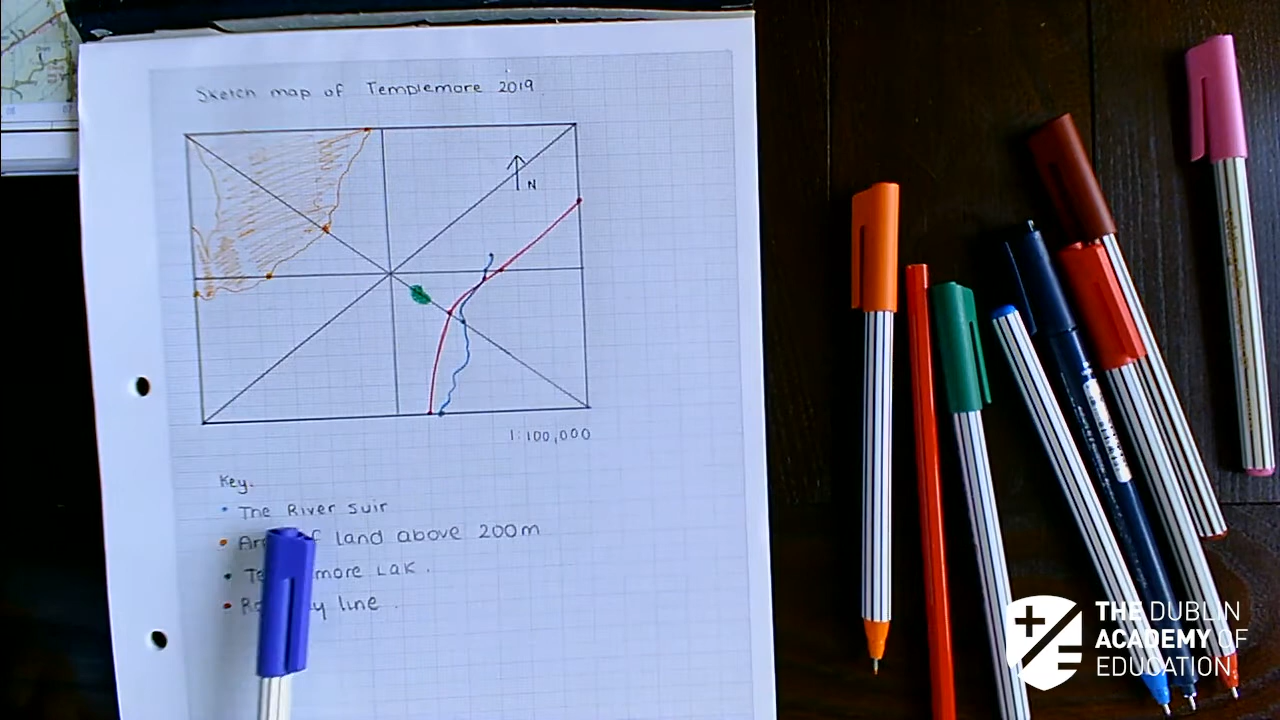 Sketch map of Templemore 2019
N
1:100,000
Key.
The River Suir
land above 200m
more Lak.
line.
THE DUBLIN
ACADEMY OF
EDUCATION